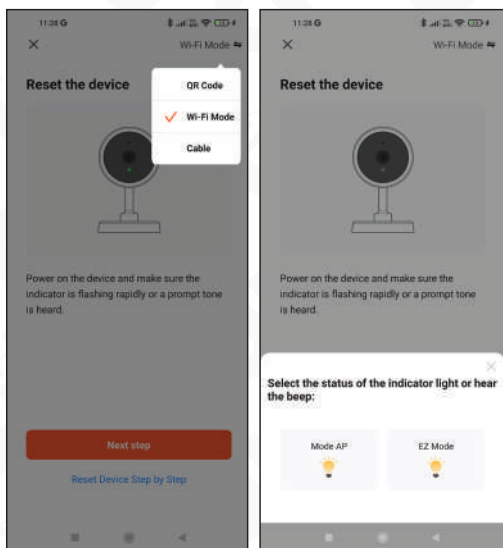 11:28 G
Wi-Fi Mode ⇋
Reset the device
QR Code
Wi-Fi Mode
Cable
Power on the device and make sure the
indicator is flashing rapidly or a prompt tone
is heard.
Next step
Reset Device Step by Step
11:28 G
Wi-Fi Mode ⇋
Reset the device
Power on the device and make sure the
indicator is flashing rapidly or a prompt tone
is heard.
Select the status of the indicator light or hear
the beep:
Mode AP
EZ Mode